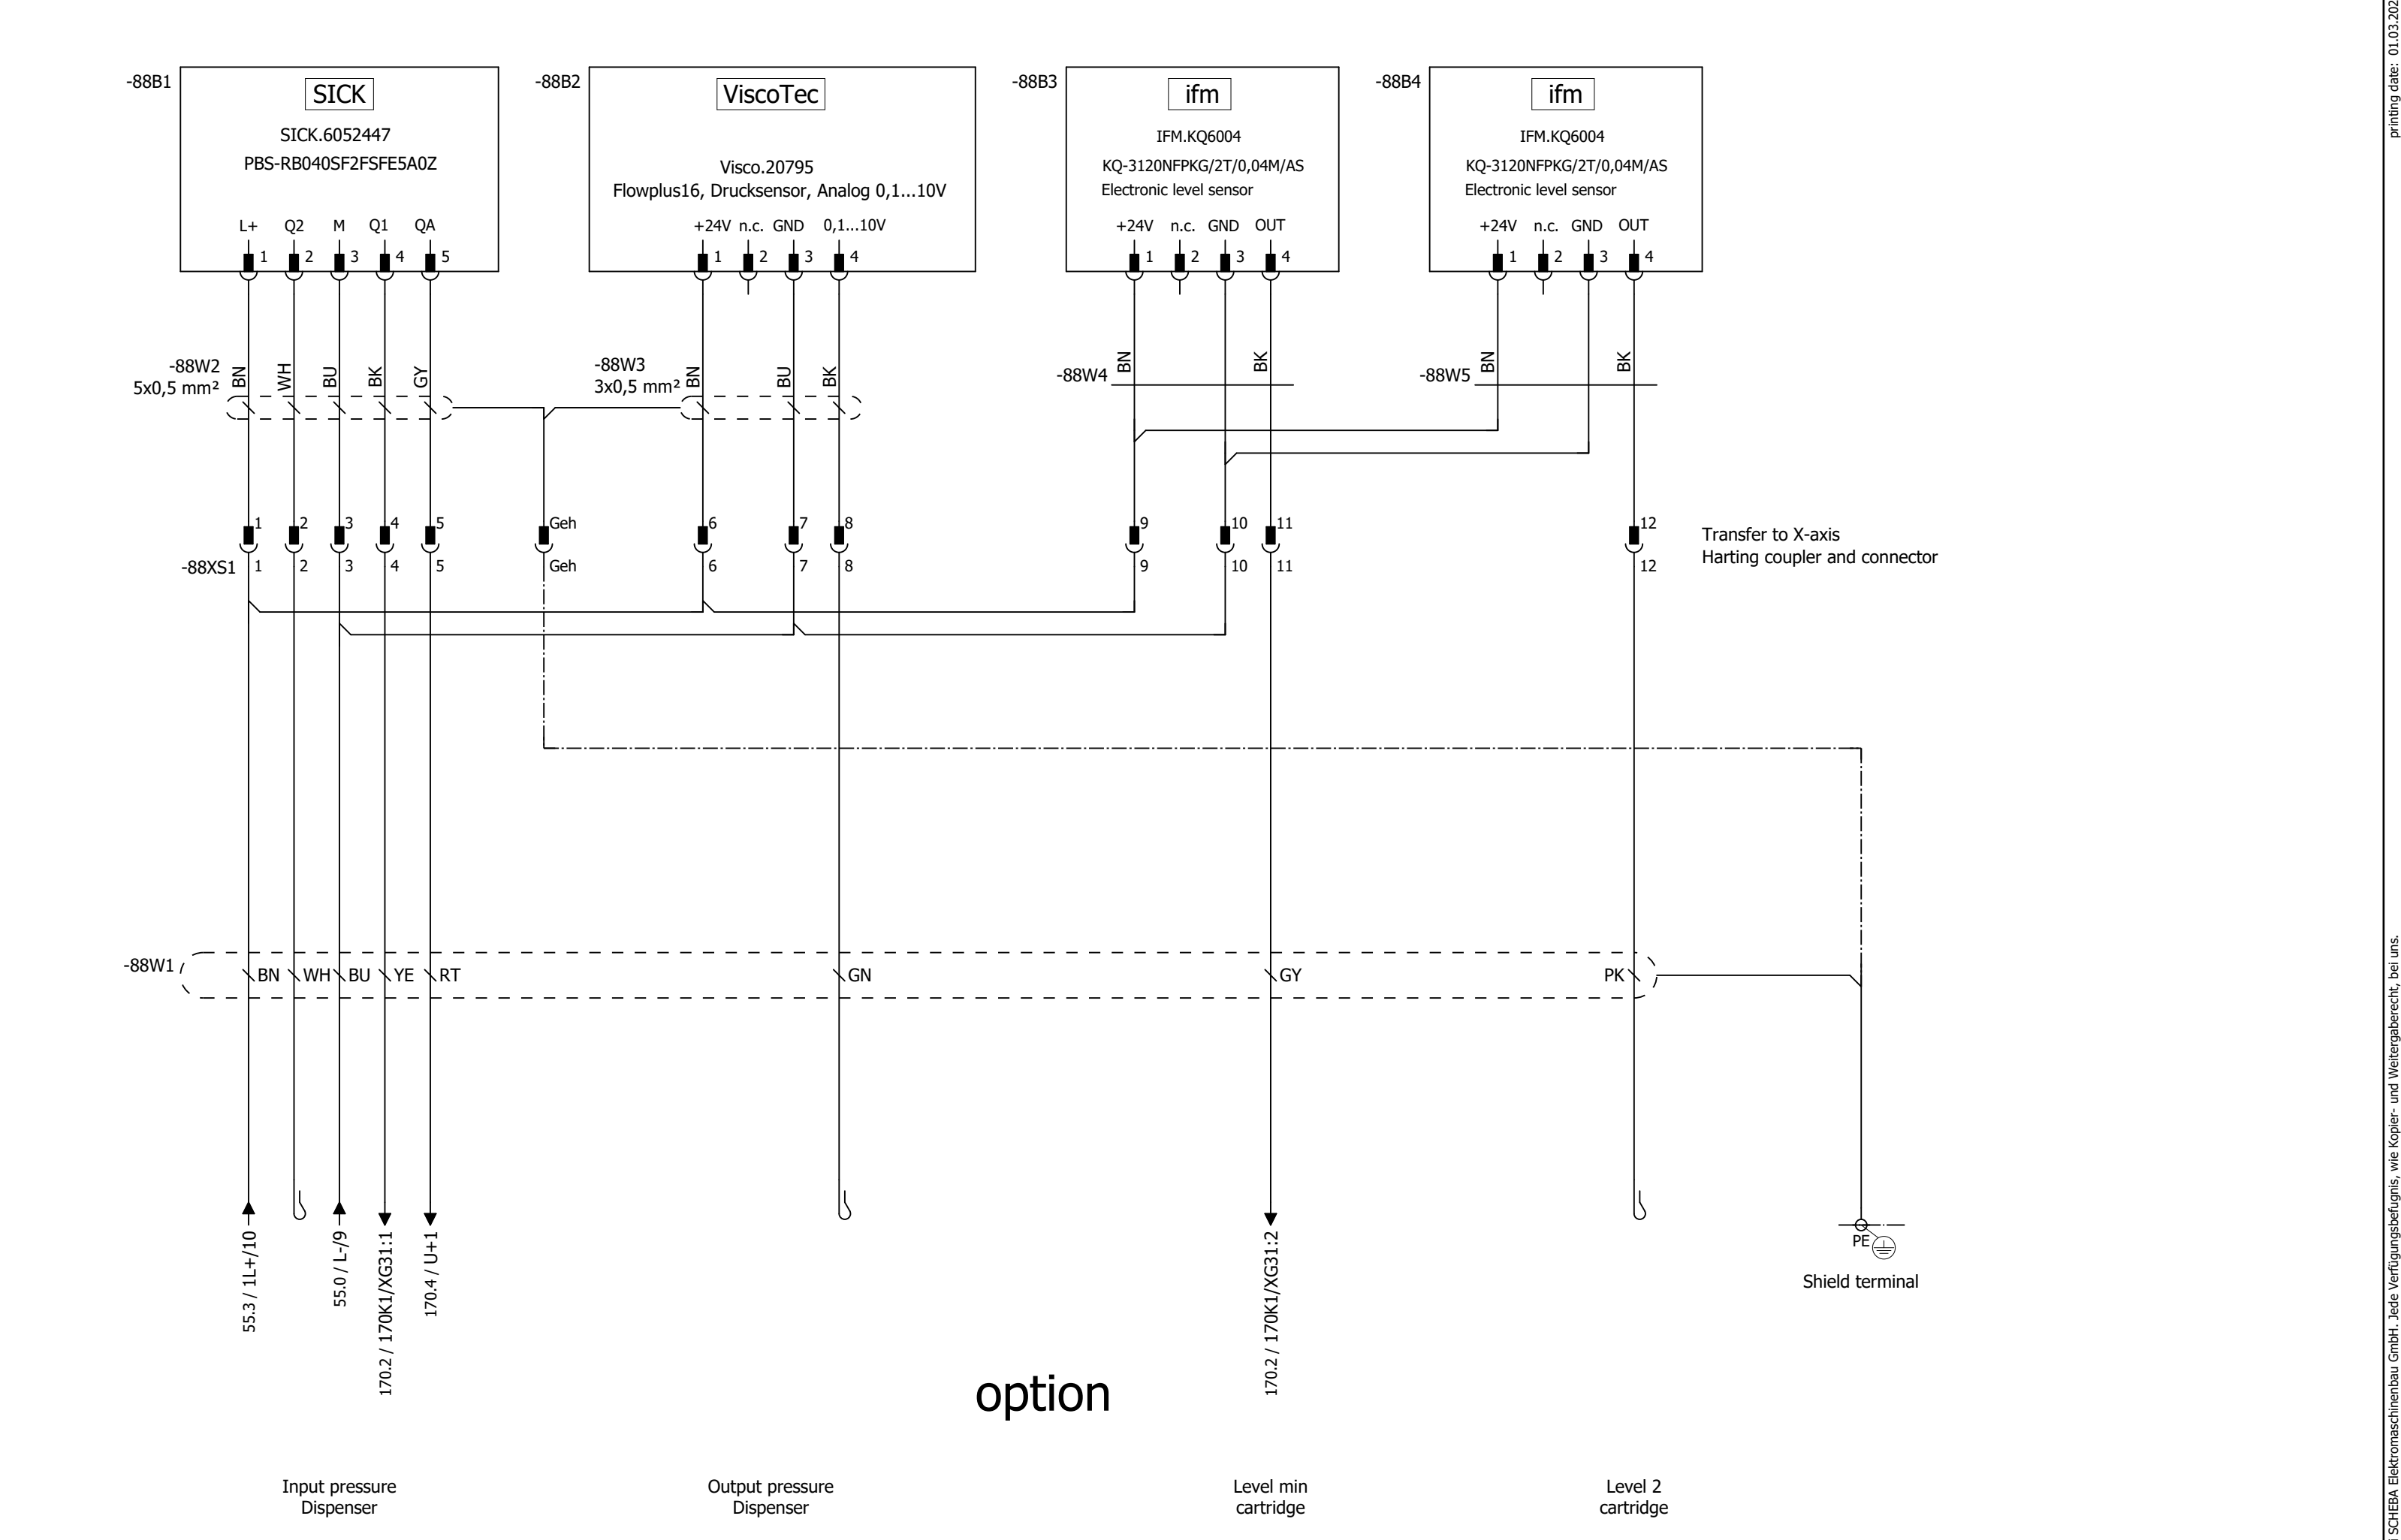 -88B1
SICK
SICK.6052447
PBS-RB040SF2FSFE5A0Z
L+ Q2 M Q1 QA
1 2 3 4 5
-88B2
ViscoTec
Visco.20795
Flowplus16, Drucksensor, Analog 0,1...10V
+24V n.c. GND 0,1...10V
1 2 3 4
-88B3
ifm
IFM.KQ6004
KQ-3120NFPKG/2T/0,04M/AS
Electronic level sensor
+24V n.c. GND OUT
1 2 3 4
-88B4
ifm
IFM.KQ6004
KQ-3120NFPKG/2T/0,04M/AS
Electronic level sensor
+24V n.c. GND OUT
1 2 3 4
-88W2
5x0,5 mm²
BN WH BU BK GY
-88W3
3x0,5 mm²
BN BU BK
-88W4
BN BK
-88W5
BN BK
1 2 3 4 5 Geh 6 7 8 9 10 11 12
-88XS1
1 2 3 4 5 Geh 6 7 8 9 10 11 12
Transfer to X-axis
Harting coupler and connector
-88W1
BN WH BU YE RT GN GY PK
55.3 / 1L+/10
55.0 / L-/9
170.2 / 170K1/XG31:1
170.4 / U+1
170.2 / 170K1/XG31:2
PE
Shield terminal
option
Input pressure
Dispenser
Output pressure
Dispenser
Level min
cartridge
Level 2
cartridge
printing date: 01.03.202
SCHEBA Elektromaschinenbau GmbH. Jede Verfügungsbefugnis, wie Kopier- und Weitergaberecht, bei uns.